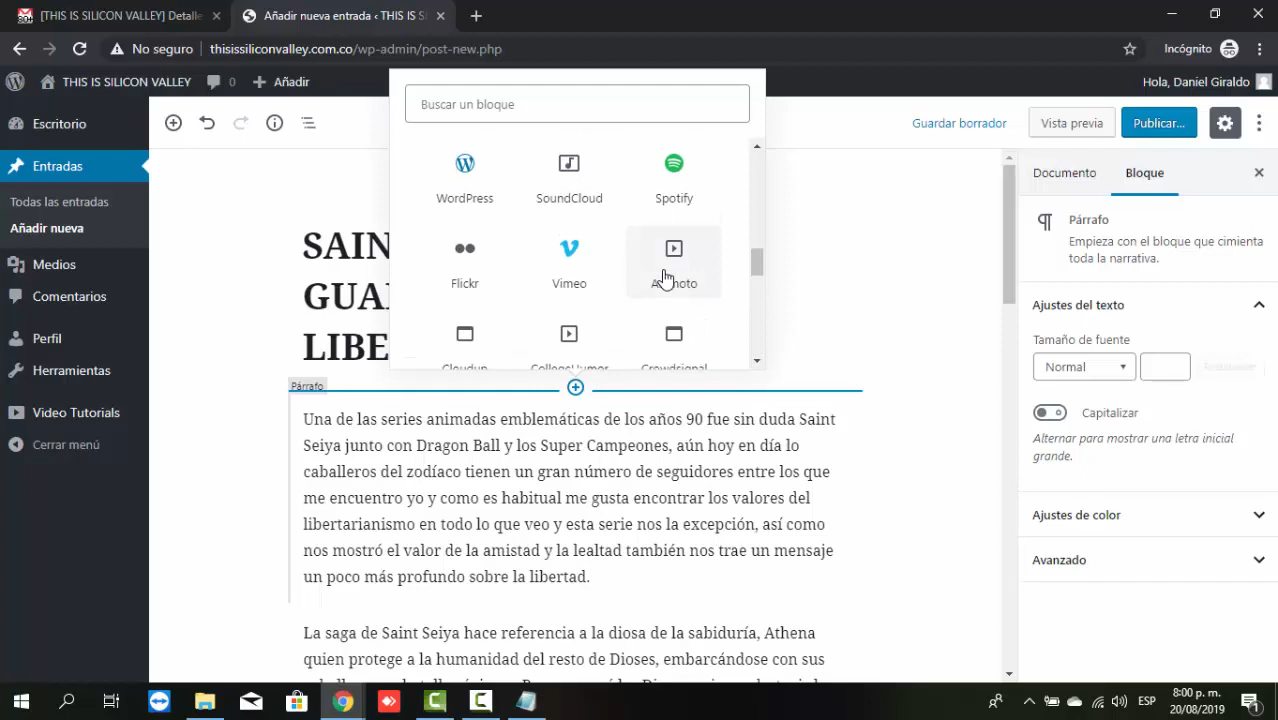 [THIS IS SILICON VALLEY] Detalle
Añadir nueva entrada ‹ THIS IS SI
No seguro
thisissiliconvalley.com.co/wp-admin/post-new.php
Incógnito
THIS IS SILICON VALLEY
0
Añadir
Hola, Daniel Giraldo
Escritorio
Entradas
Todas las entradas
Añadir nueva
Medios
Comentarios
Perfil
Herramientas
Video Tutorials
Cerrar menú
Guardar borrador
Vista previa
Publicar...
Buscar un bloque
WordPress
SoundCloud
Spotify
Flickr
Vimeo
Cloudup
CollegeHumor
Crowdsignal
LIBE
Párrafo
Una de las series animadas emblemáticas de los años 90 fue sin duda Saint
Seiya junto con Dragon Ball y los Super Campeones, aún hoy en día lo
caballeros del zodíaco tienen un gran número de seguidores entre los que
me encuentro yo y como es habitual me gusta encontrar los valores del
libertarianismo en todo lo que veo y esta serie nos la excepción, así como
nos mostró el valor de la amistad y la lealtad también nos trae un mensaje
un poco más profundo sobre la libertad.
La saga de Saint Seiya hace referencia a la diosa de la sabiduría, Athena
quien protege a la humanidad del resto de Dioses, embarcándose con sus
Documento
Bloque
Párrafo
Empieza con el bloque que cimienta
toda la narrativa.
Ajustes del texto
Tamaño de fuente
Normal
Capitalizar
Alternar para mostrar una letra inicial
grande.
Ajustes de color
Avanzado
ESP
8:00 p. m.
20/08/2019